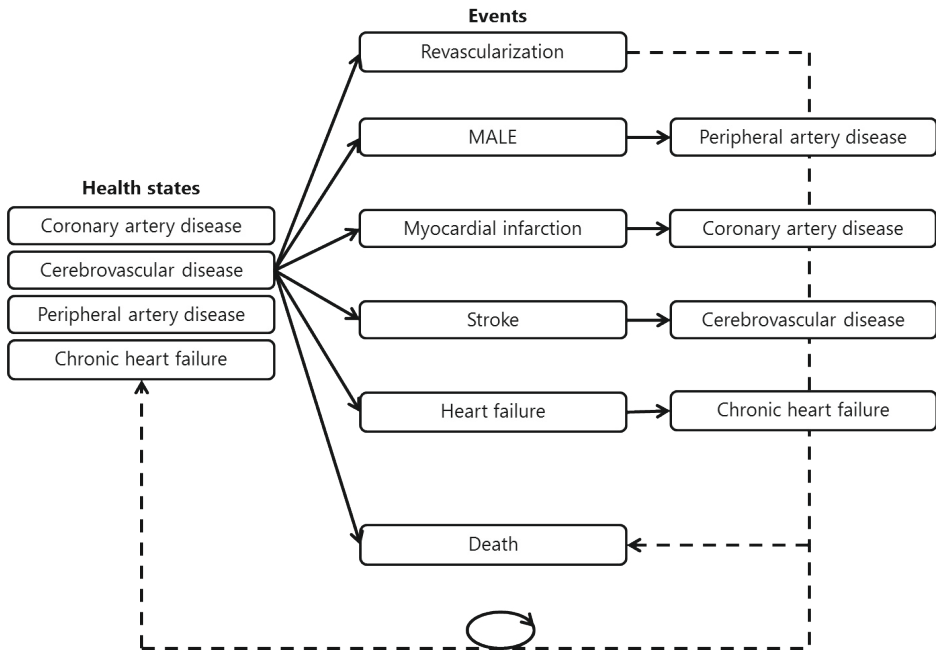 Events
Revascularization
MALE
Peripheral artery disease
Health states
Coronary artery disease
Cerebrovascular disease
Peripheral artery disease
Chronic heart failure
Myocardial infarction
Coronary artery disease
Stroke
Cerebrovascular disease
Heart failure
Chronic heart failure
Death